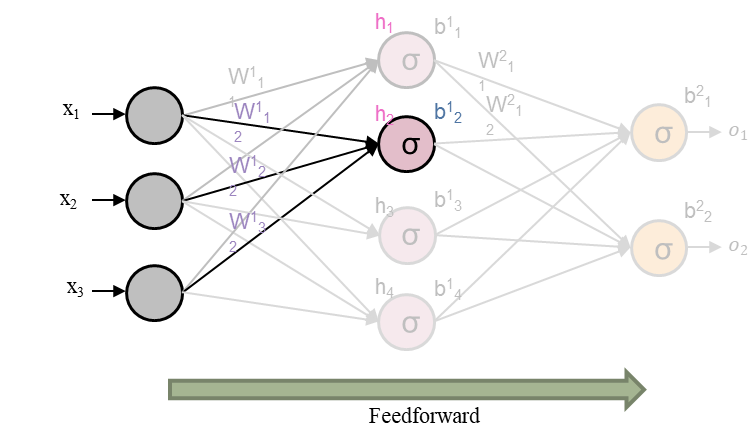 h₁
b¹₁
σ
W¹₁
₁
W²₁
₁
x₁
W¹₁
₂
h₂
b¹₂
σ
W²₁
₂
b²₁
σ
o₁
x₂
W¹₂
₂
h₃
b¹₃
σ
W¹₃
₂
b²₂
σ
o₂
x₃
h₄
b¹₄
σ
Feedforward